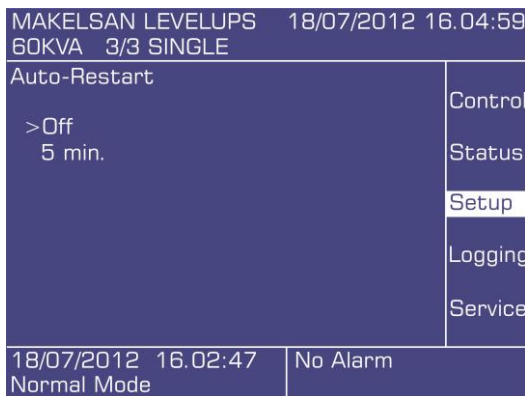 MAKELSAN LEVELUPS 18/07/2012 16.04:59
60KVA 3/3 SINGLE
Auto-Restart
>Off
5 min.
Control
Status
Setup
Logging
Service
18/07/2012 16.02:47 No Alarm
Normal Mode